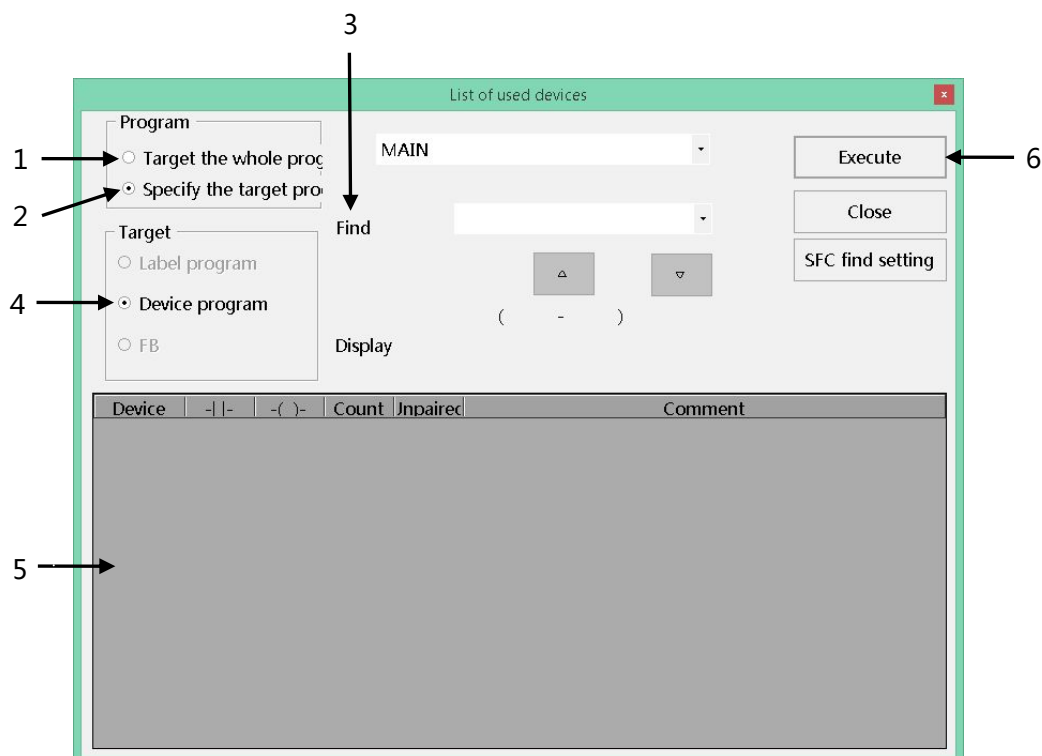 3
List of used devices
x
Program
1
Target the whole prog
MAIN
Execute
6
2
Specify the target pro
Close
Find
Target
Label program
SFC find setting
4
Device program
( - )
FB
Display
Device -| |- -( )- Count Unpaired Comment
5